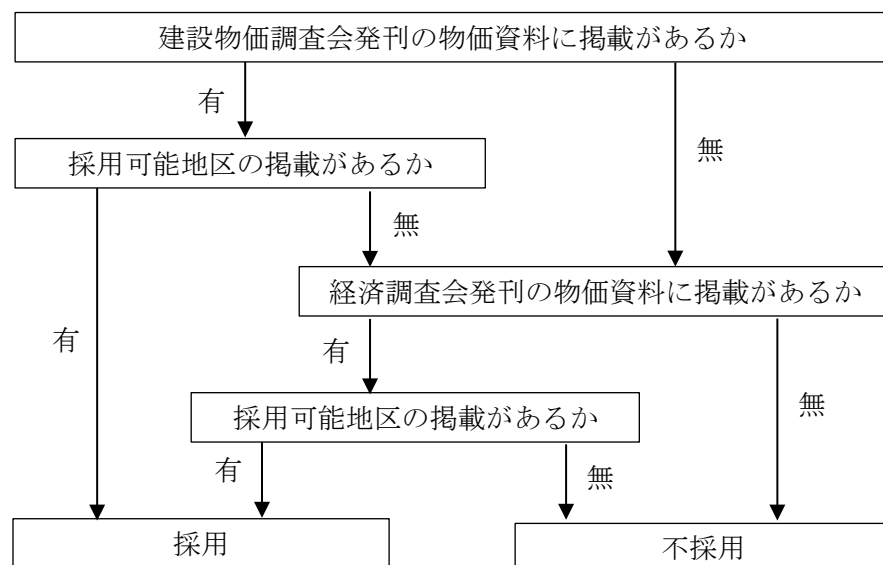 建設物価調査会発刊の物価資料に掲載があるか
有
採用可能地区の掲載があるか
無
無
経済調査会発刊の物価資料に掲載があるか
有
有
採用可能地区の掲載があるか
無
有
無
採用
不採用